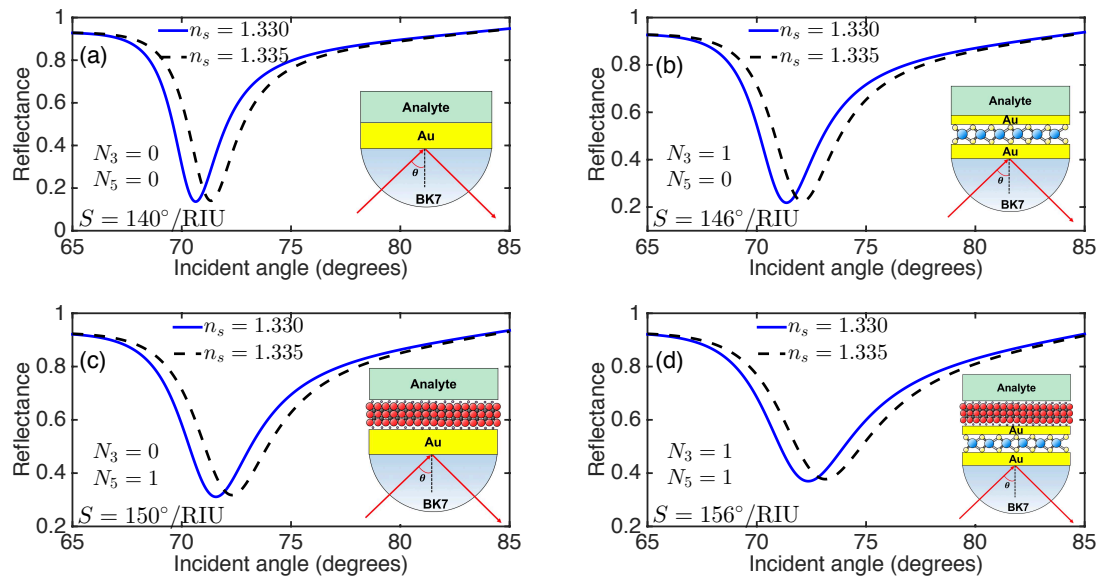 (a)
n_s = 1.330
n_s = 1.335
1
0.8
0.6
0.4
0.2
0
Reflectance
N_3 = 0
N_5 = 0
S = 140°/RIU
Analyte
Au
θ
BK7
65 70 75 80 85
Incident angle (degrees)
(b)
n_s = 1.330
n_s = 1.335
1
0.8
0.6
0.4
0.2
Reflectance
N_3 = 1
N_5 = 0
S = 146°/RIU
Analyte
Au
Au
θ
BK7
65 70 75 80 85
Incident angle (degrees)
(c)
n_s = 1.330
n_s = 1.335
1
0.8
0.6
0.4
0.2
Reflectance
N_3 = 0
N_5 = 1
S = 150°/RIU
Analyte
Au
θ
BK7
65 70 75 80 85
Incident angle (degrees)
(d)
n_s = 1.330
n_s = 1.335
1
0.8
0.6
0.4
0.2
Reflectance
N_3 = 1
N_5 = 1
S = 156°/RIU
Analyte
Au
Au
θ
BK7
65 70 75 80 85
Incident angle (degrees)